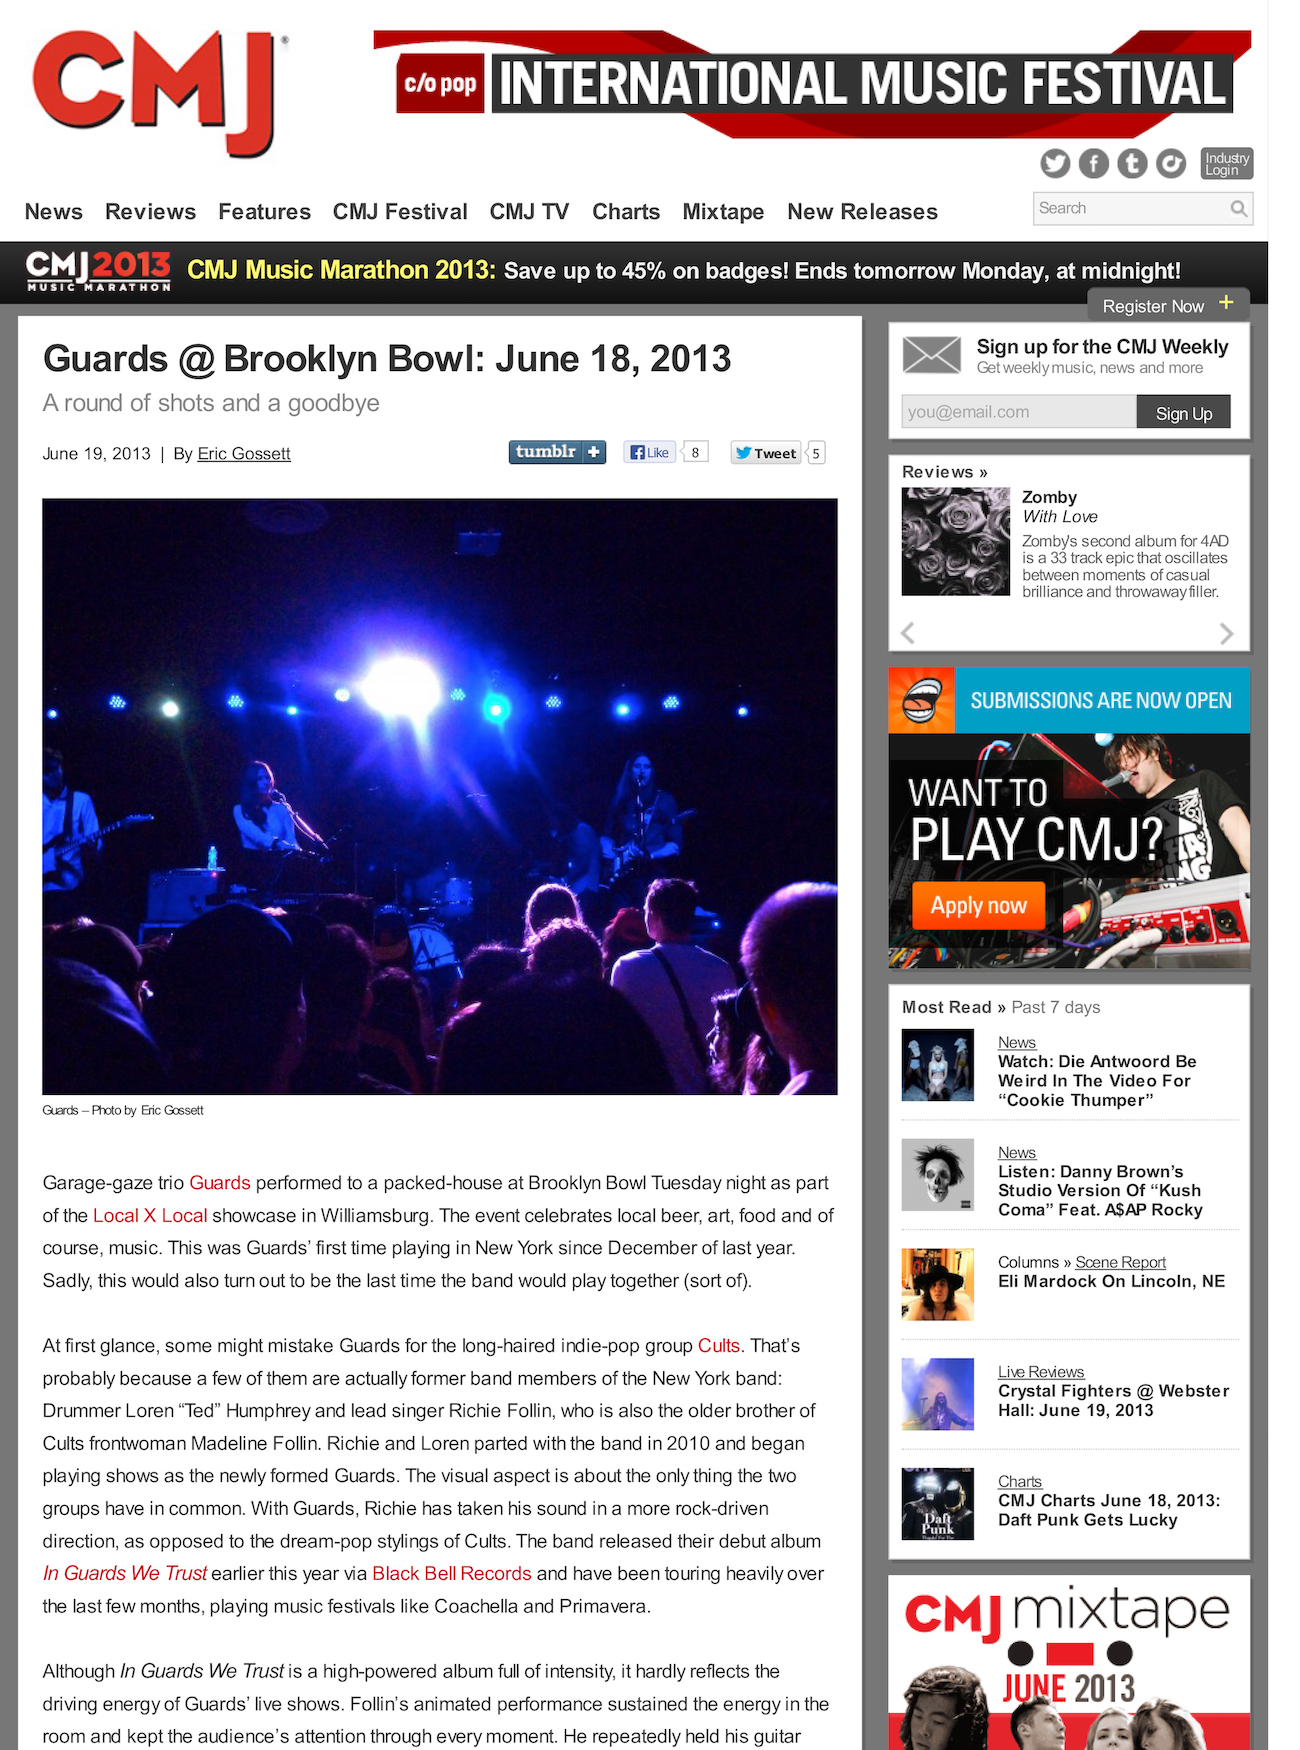 CMJ
®
c/o pop INTERNATIONAL MUSIC FESTIVAL
Industry
Login
News Reviews Features CMJ Festival CMJ TV Charts Mixtape New Releases
Search
CMJ2013
MUSIC MARATHON
CMJ Music Marathon 2013: Save up to 45% on badges! Ends tomorrow Monday, at midnight!
Register Now +
Guards @ Brooklyn Bowl: June 18, 2013
A round of shots and a goodbye
June 19, 2013 | By Eric Gossett
tumblr +
Like 8
Tweet 5
Guards – Photo by Eric Gossett
Garage-gaze trio Guards performed to a packed-house at Brooklyn Bowl Tuesday night as part
of the Local X Local showcase in Williamsburg. The event celebrates local beer, art, food and of
course, music. This was Guards’ first time playing in New York since December of last year.
Sadly, this would also turn out to be the last time the band would play together (sort of).
At first glance, some might mistake Guards for the long-haired indie-pop group Cults. That’s
probably because a few of them are actually former band members of the New York band:
Drummer Loren “Ted” Humphrey and lead singer Richie Follin, who is also the older brother of
Cults frontwoman Madeline Follin. Richie and Loren parted with the band in 2010 and began
playing shows as the newly formed Guards. The visual aspect is about the only thing the two
groups have in common. With Guards, Richie has taken his sound in a more rock-driven
direction, as opposed to the dream-pop stylings of Cults. The band released their debut album
In Guards We Trust earlier this year via Black Bell Records and have been touring heavily over
the last few months, playing music festivals like Coachella and Primavera.
Although In Guards We Trust is a high-powered album full of intensity, it hardly reflects the
driving energy of Guards’ live shows. Follin’s animated performance sustained the energy in the
room and kept the audience’s attention through every moment. He repeatedly held his guitar
Sign up for the CMJ Weekly
Get weekly music, news and more
you@email.com
Sign Up
Reviews »
Zomby
With Love
Zomby's second album for 4AD
is a 33 track epic that oscillates
between moments of casual
brilliance and throwaway filler.
SUBMISSIONS ARE NOW OPEN
WANT TO
PLAY CMJ?
Apply now
Most Read » Past 7 days
News
Watch: Die Antwoord Be
Weird In The Video For
“Cookie Thumper”
News
Listen: Danny Brown’s
Studio Version Of “Kush
Coma” Feat. A$AP Rocky
Columns » Scene Report
Eli Mardock On Lincoln, NE
Live Reviews
Crystal Fighters @ Webster
Hall: June 19, 2013
Charts
CMJ Charts June 18, 2013:
Daft Punk Gets Lucky
Daft
Punk
CMJ mixtape
JUNE 2013